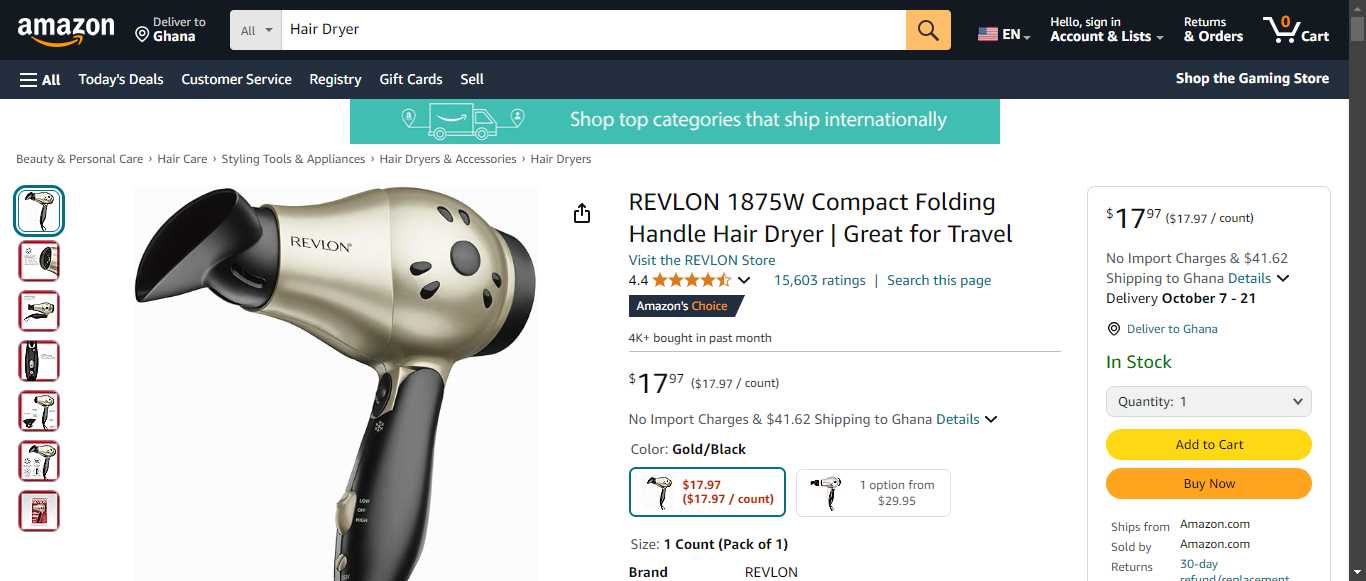 amazon
Deliver to
Ghana
All
Hair Dryer
EN
Hello, sign in
Account & Lists
Returns
& Orders
0
Cart
All
Today's Deals
Customer Service
Registry
Gift Cards
Sell
Shop the Gaming Store
Shop top categories that ship internationally
Beauty & Personal Care › Hair Care › Styling Tools & Appliances › Hair Dryers & Accessories › Hair Dryers
REVLON®
LOW
OFF
HIGH
REVLON 1875W Compact Folding
Handle Hair Dryer | Great for Travel
Visit the REVLON Store
4.4
15,603 ratings | Search this page
Amazon's Choice
4K+ bought in past month
$1797 ($17.97 / count)
No Import Charges & $41.62 Shipping to Ghana Details
Color: Gold/Black
$17.97
($17.97 / count)
1 option from
$29.95
Size: 1 Count (Pack of 1)
Brand REVLON
$1797 ($17.97 / count)
No Import Charges & $41.62
Shipping to Ghana Details
Delivery October 7 - 21
Deliver to Ghana
In Stock
Quantity: 1
Add to Cart
Buy Now
Ships from Amazon.com
Sold by Amazon.com
Returns 30-day
refund/replacement